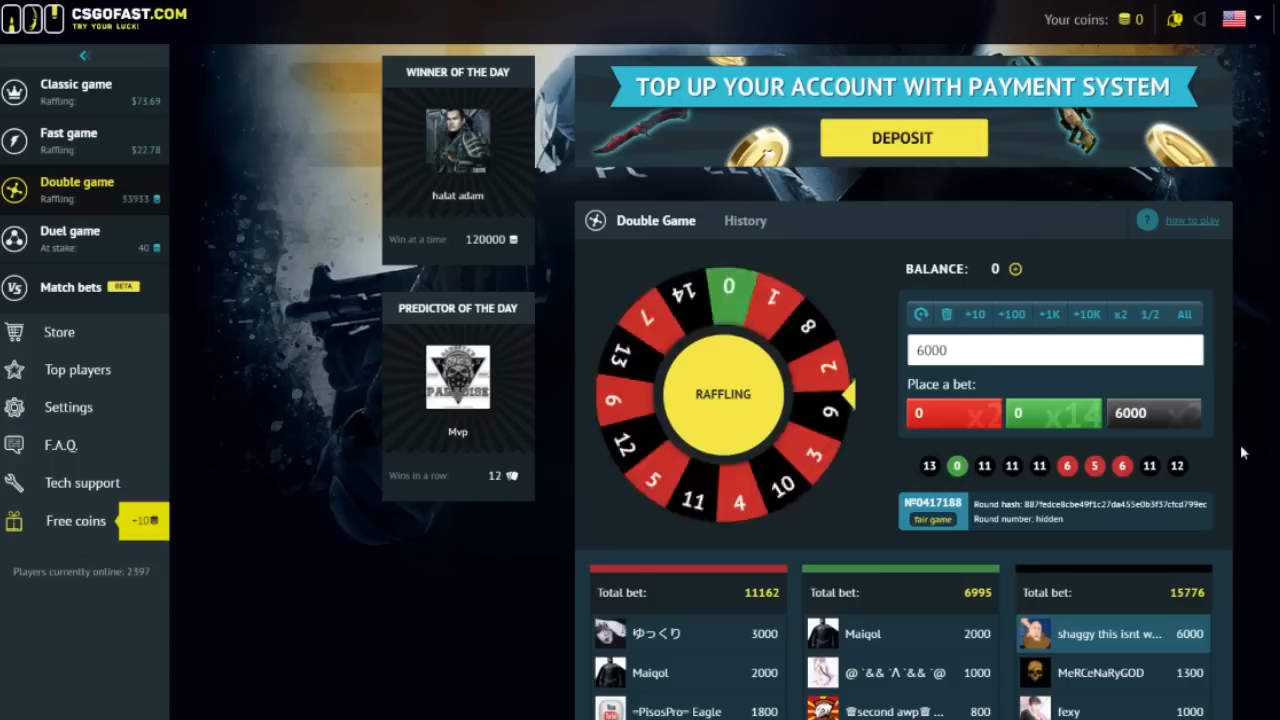 CSGOFAST.COM
TRY YOUR LUCK!
Your coins: 0
Classic game
Raffling: $73.69
Fast game
Raffling: $22.78
Double game
Raffling: 33933
Duel game
At stake: 40
Match bets BETA
Store
Top players
Settings
F.A.Q.
Tech support
Free coins +10
Players currently online: 2397
WINNER OF THE DAY
halat adam
Win at a time: 120000
PREDICTOR OF THE DAY
PARADISE
Mvp
Wins in a row: 12
TOP UP YOUR ACCOUNT WITH PAYMENT SYSTEM
DEPOSIT
Double Game History
? how to play
0 1 8 2 9 3 10 4 11 5 12 6 13 7 14
RAFFLING
BALANCE: 0
+10 +100 +1K +10K x2 1/2 All
6000
Place a bet:
0 x2 0 x14 6000 x2
13 0 11 11 11 6 5 6 11 12
№0417188 Round hash: 887fedce8cbe49f1c27da455e0b3f37cfcd799ec
fair game Round number: hidden
Total bet: 11162
ゆっくり 3000
Maiqol 2000
=PisosPro= Eagle 1800
Total bet: 6995
Maiqol 2000
@ `&& `Λ `&& `@ 1000
♕second awp♕ ... 800
Total bet: 15776
shaggy this isnt w... 6000
MeRCeNaRyGOD 1300
fexy 1000